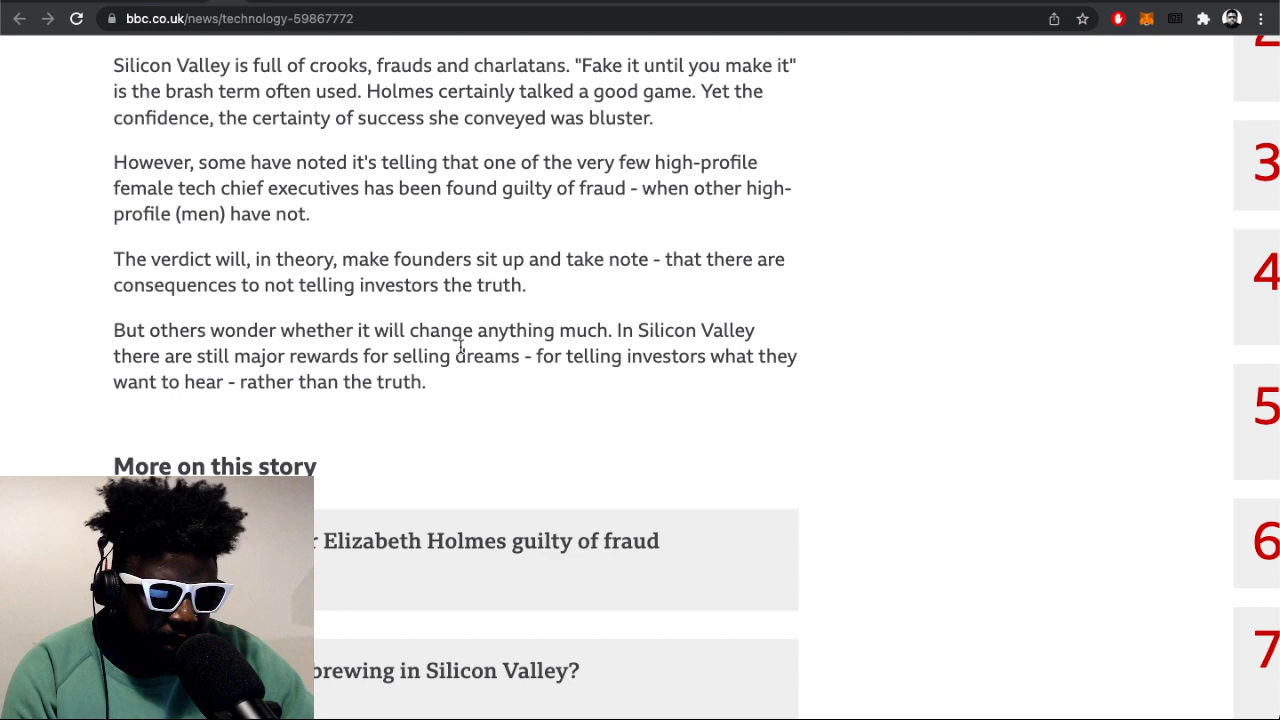 bbc.co.uk/news/technology-59867772
Silicon Valley is full of crooks, frauds and charlatans. "Fake it until you make it"
is the brash term often used. Holmes certainly talked a good game. Yet the
confidence, the certainty of success she conveyed was bluster.
However, some have noted it's telling that one of the very few high-profile
female tech chief executives has been found guilty of fraud - when other high-
profile (men) have not.
The verdict will, in theory, make founders sit up and take note - that there are
consequences to not telling investors the truth.
But others wonder whether it will change anything much. In Silicon Valley
there are still major rewards for selling dreams - for telling investors what they
want to hear - rather than the truth.
More on this story
Elizabeth Holmes guilty of fraud
brewing in Silicon Valley?
3
4
5
6
7